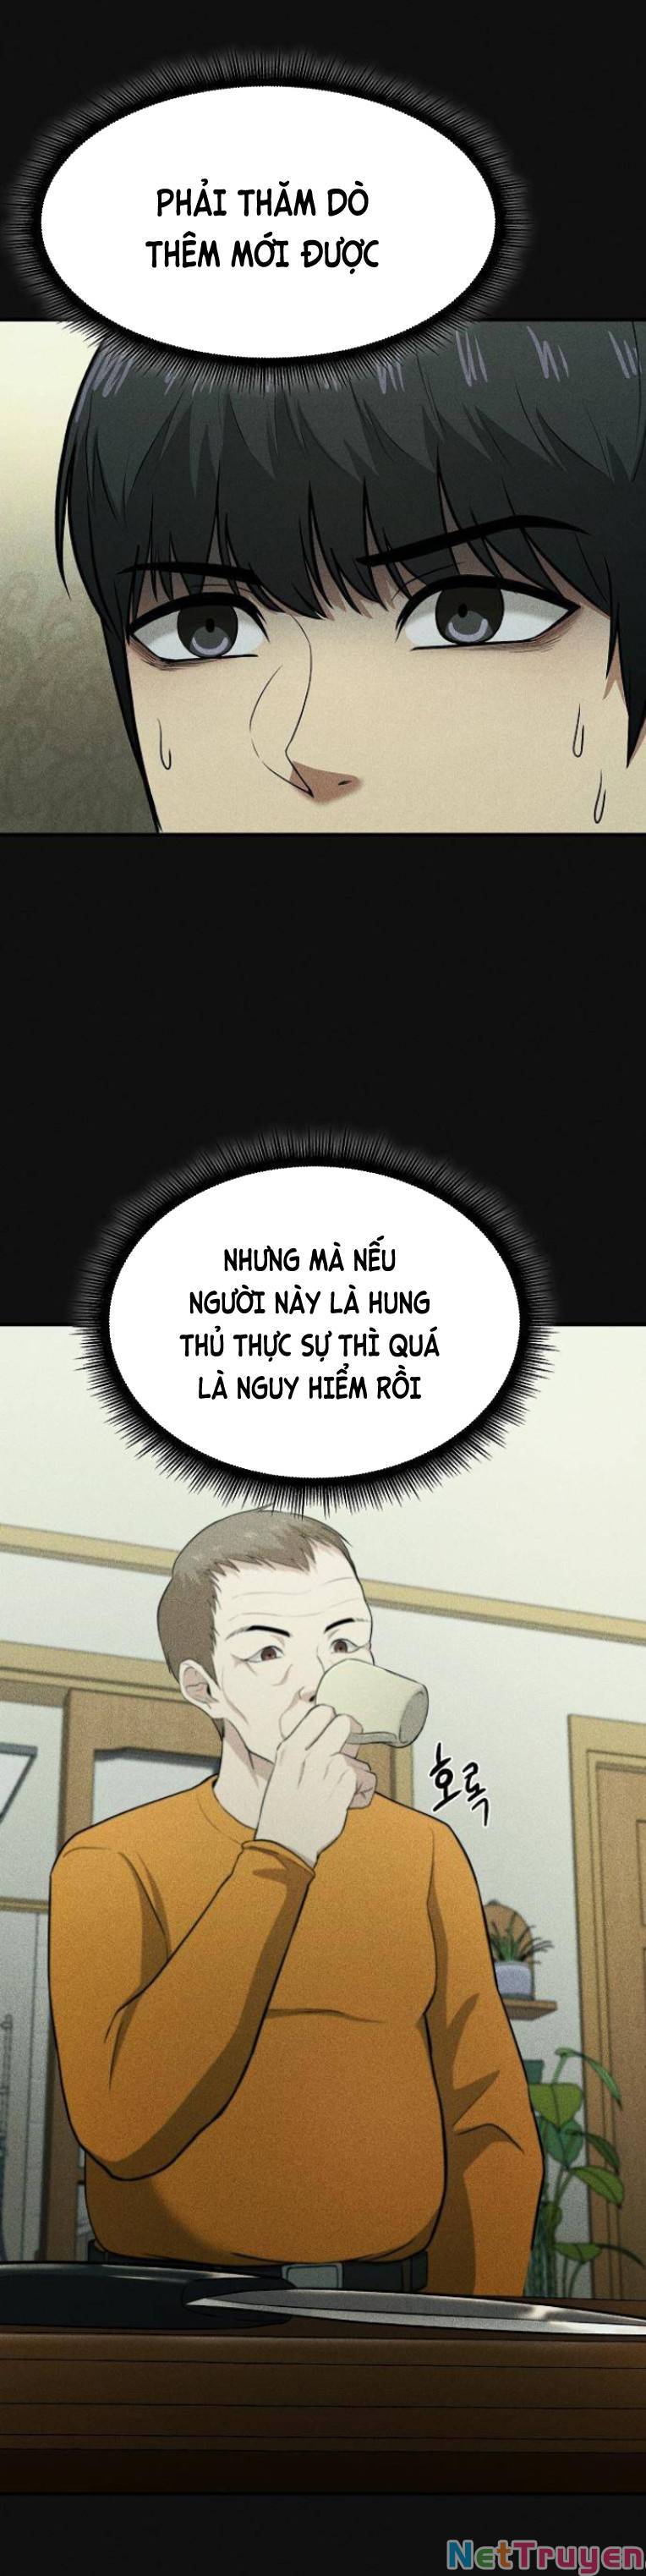 PHẢI THĂM DÒ
THÊM MỚI ĐƯỢC
NHƯNG MÀ NẾU
NGƯỜI NÀY LÀ HUNG
THỦ THỰC SỰ THÌ QUÁ
LÀ NGUY HIỂM RỒI
호록
NetTruyen